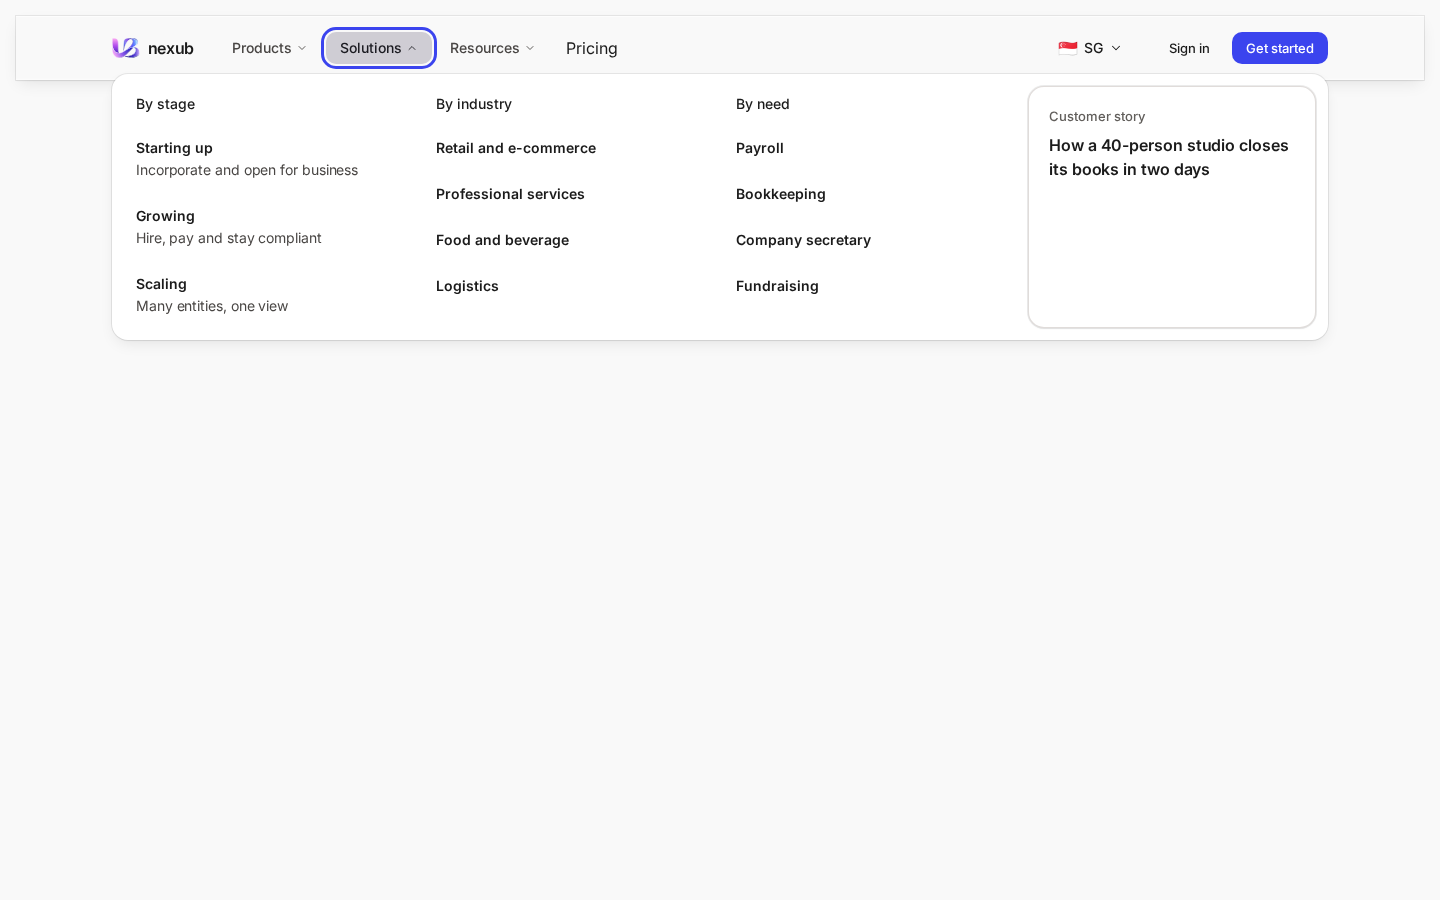 nexub
Products
Solutions
Resources
Pricing
🇸🇬 SG
Sign in
Get started
By stage
Starting up
Incorporate and open for business
Growing
Hire, pay and stay compliant
Scaling
Many entities, one view
By industry
Retail and e-commerce
Professional services
Food and beverage
Logistics
By need
Payroll
Bookkeeping
Company secretary
Fundraising
Customer story
How a 40-person studio closes
its books in two days